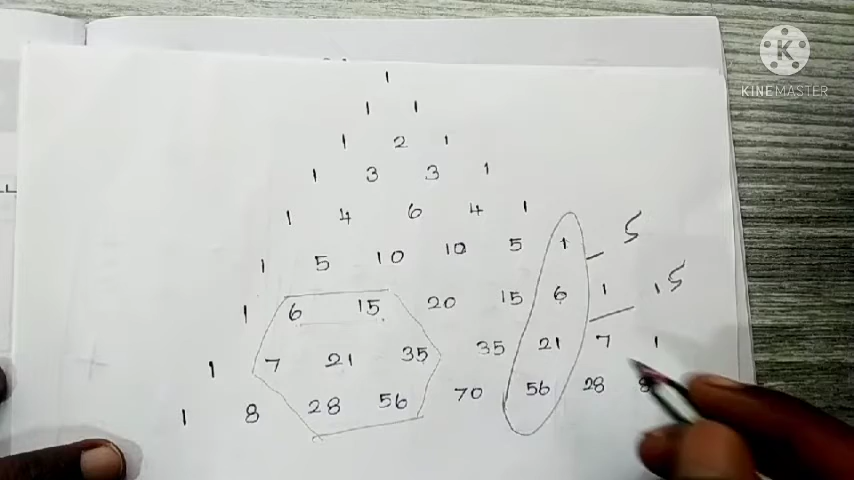 K
KINEMASTER
1
1 1
1 2 1
1 3 3 1
1 4 6 4 1
1 5 10 10 5 1 5
1 6 15 20 15 6 1 15
1 7 21 35 35 21 7 1
1 8 28 56 70 56 28 8